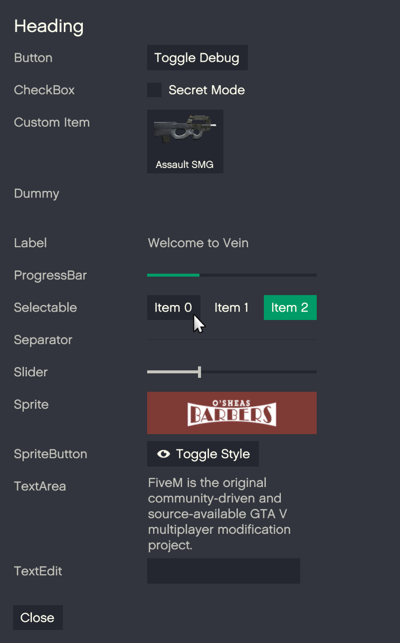 Heading
Button Toggle Debug
CheckBox Secret Mode
Custom Item
Assault SMG
Dummy
Label Welcome to Vein
ProgressBar
Selectable Item 0 Item 1 Item 2
Separator
Slider
Sprite O'SHEAS
BARBERS
SpriteButton Toggle Style
TextArea FiveM is the original
community-driven and
source-available GTA V
multiplayer modification
project.
TextEdit
Close